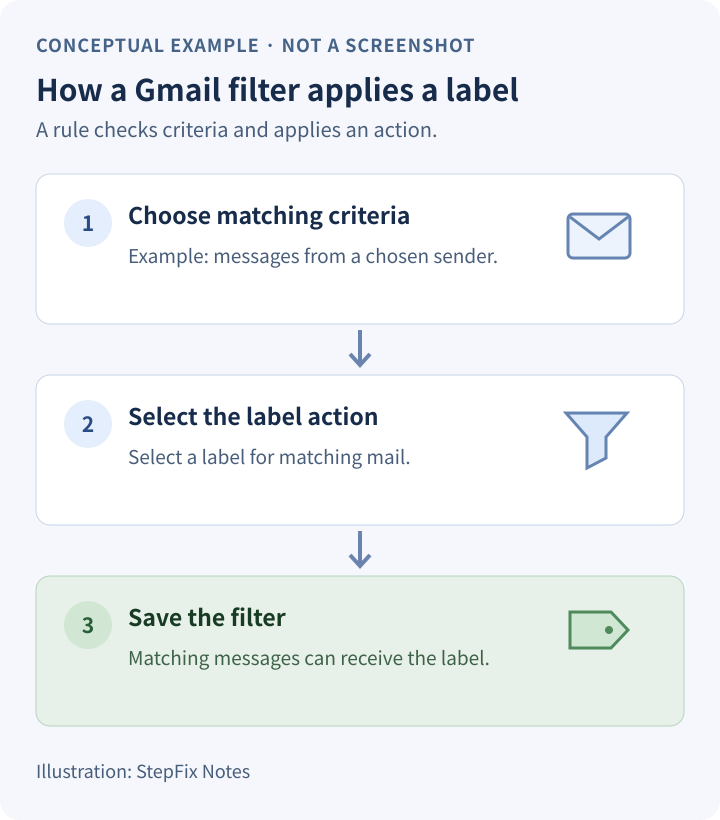 CONCEPTUAL EXAMPLE · NOT A SCREENSHOT
How a Gmail filter applies a label
A rule checks criteria and applies an action.
1
Choose matching criteria
Example: messages from a chosen sender.
2
Select the label action
Select a label for matching mail.
3
Save the filter
Matching messages can receive the label.
Illustration: StepFix Notes